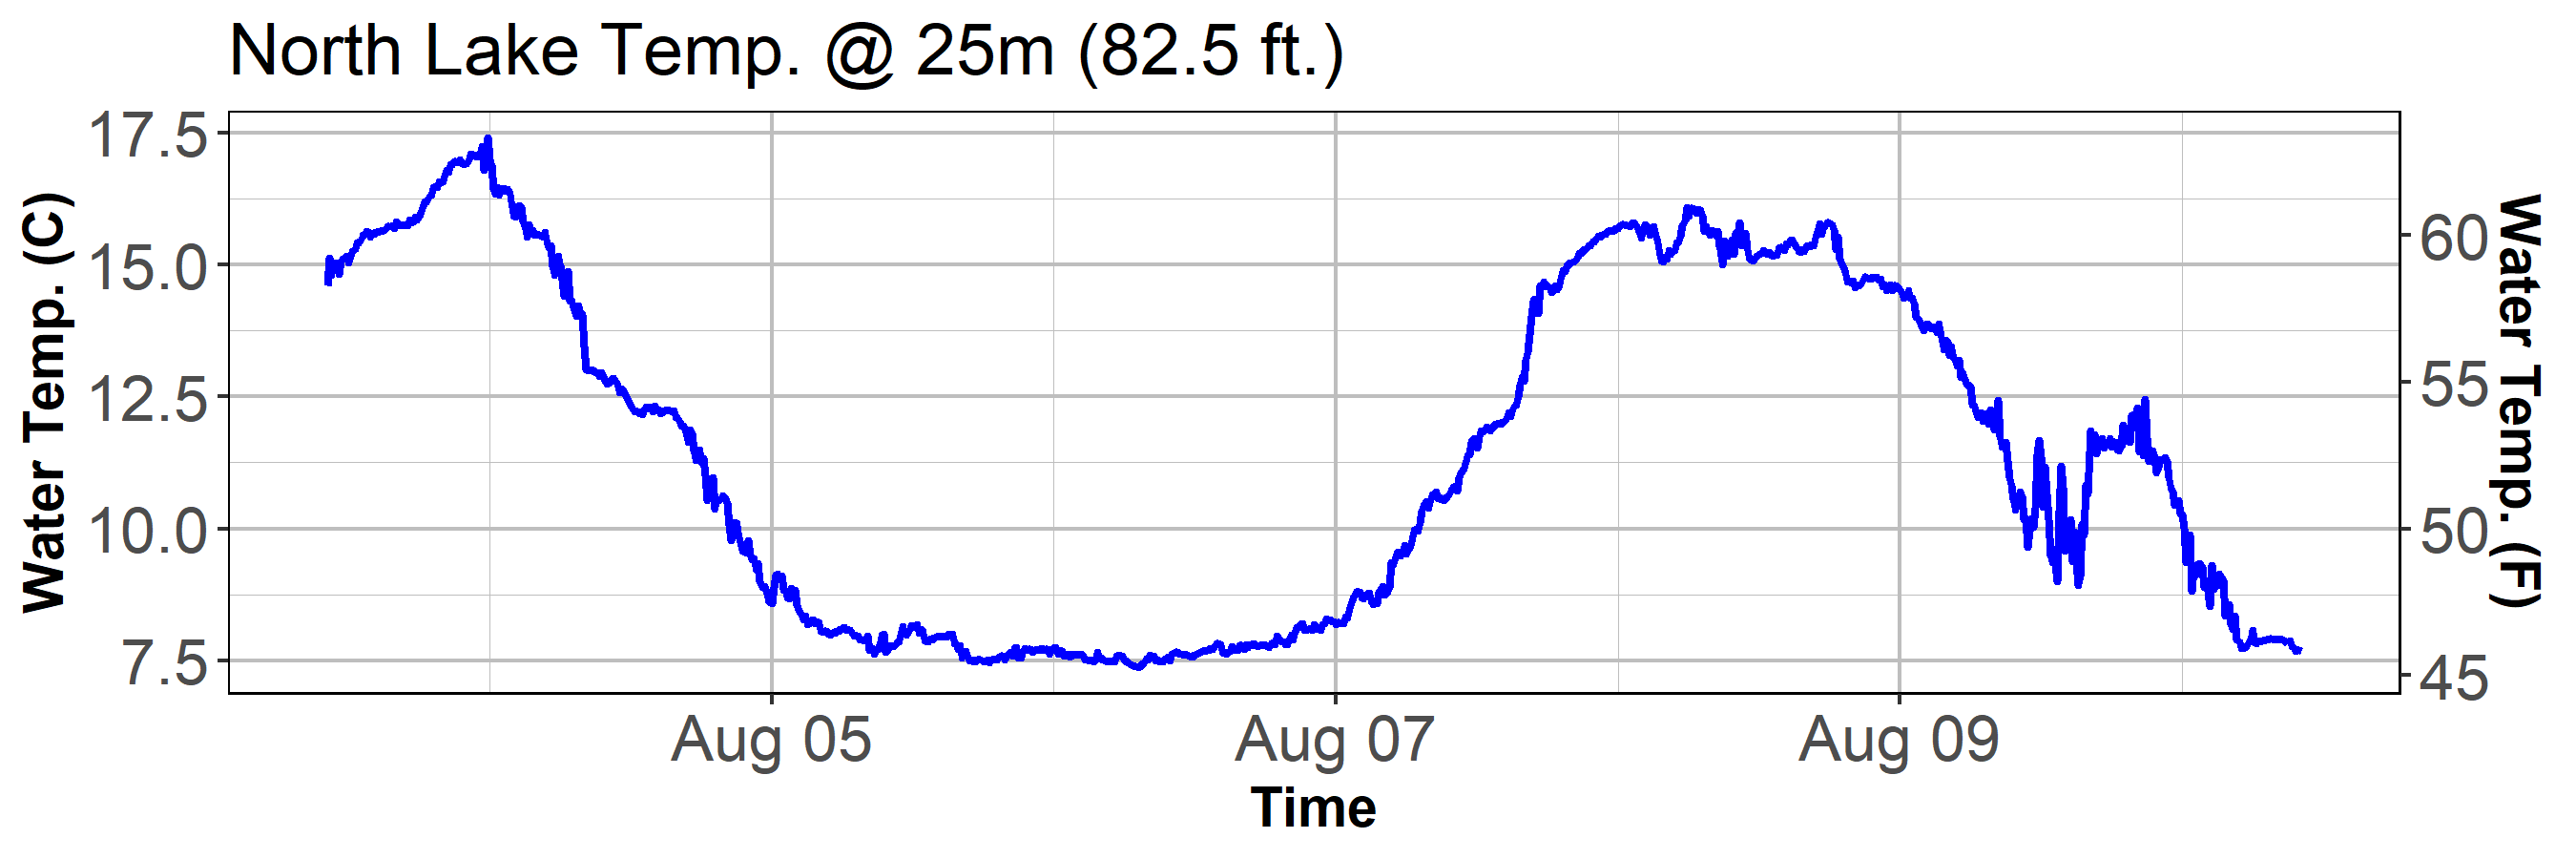 North Lake Temp. @ 25m (82.5 ft.)
Water Temp. (C)
17.5
15.0
12.5
10.0
7.5
60
55
50
45
Water Temp. (F)
Aug 05 Aug 07 Aug 09
Time